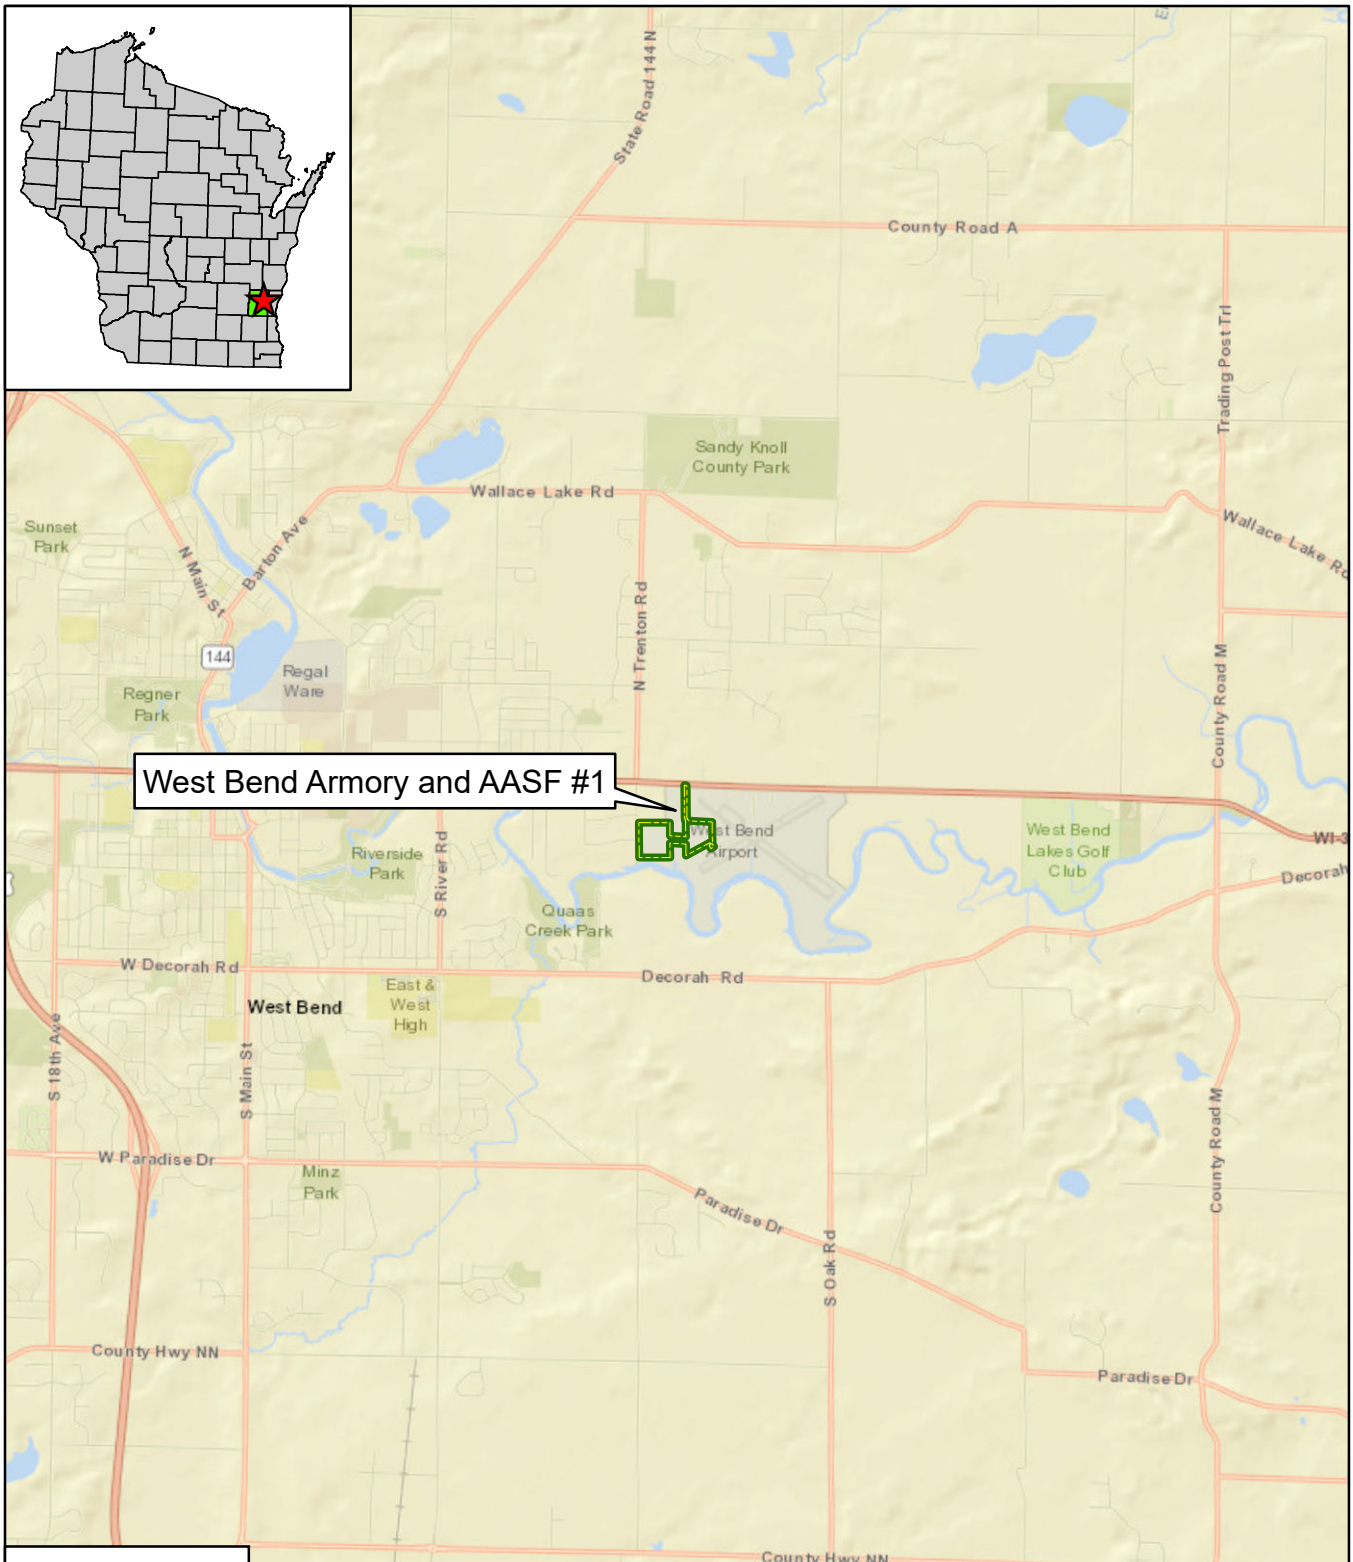 State Road 144 N
County Road A
Trading Post Trl
Sandy Knoll
County Park
Wallace Lake Rd
Wallace Lake Rd
Sunset
Park
N Main St
Barton Ave
N Trenton Rd
144
Regal
Ware
Regner
Park
County Road M
West Bend Armory and AASF #1
West Bend
Airport
West Bend
Lakes Golf
Club
WI-3
Decorah
Riverside
Park
S River Rd
Quaas
Creek Park
W Decorah Rd
Decorah Rd
East &
West
High
West Bend
S 18th Ave
S Main St
County Road M
W Paradise Dr
Minz
Park
Paradise Dr
S Oak Rd
County Hwy NN
Paradise Dr
County Hwy NN